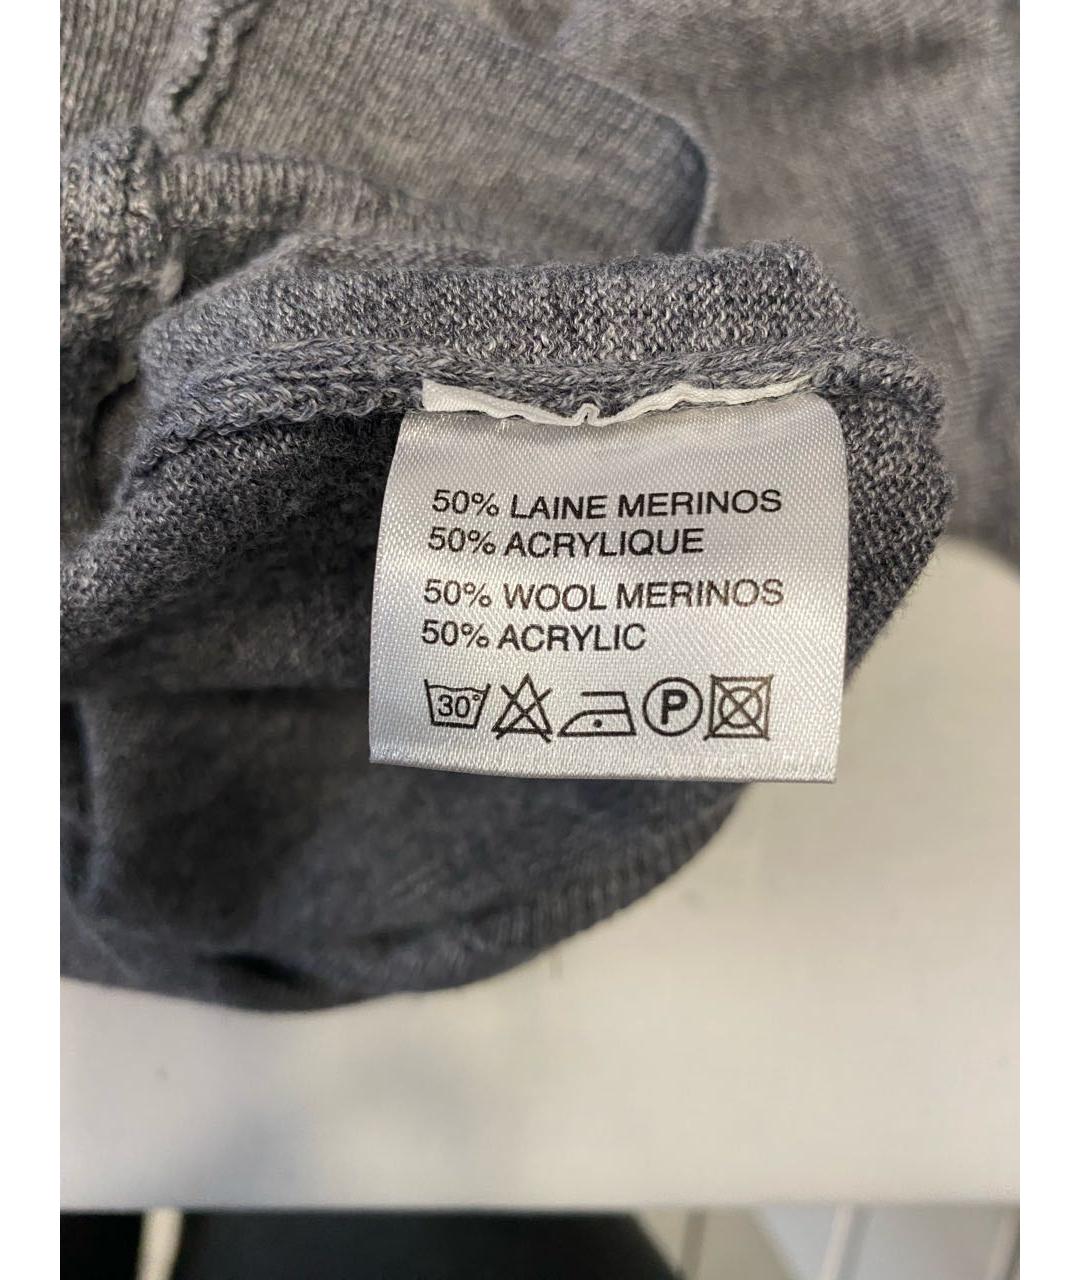 50% LAINE MERINOS
50% ACRYLIQUE
50% WOOL MERINOS
50% ACRYLIC
30° P